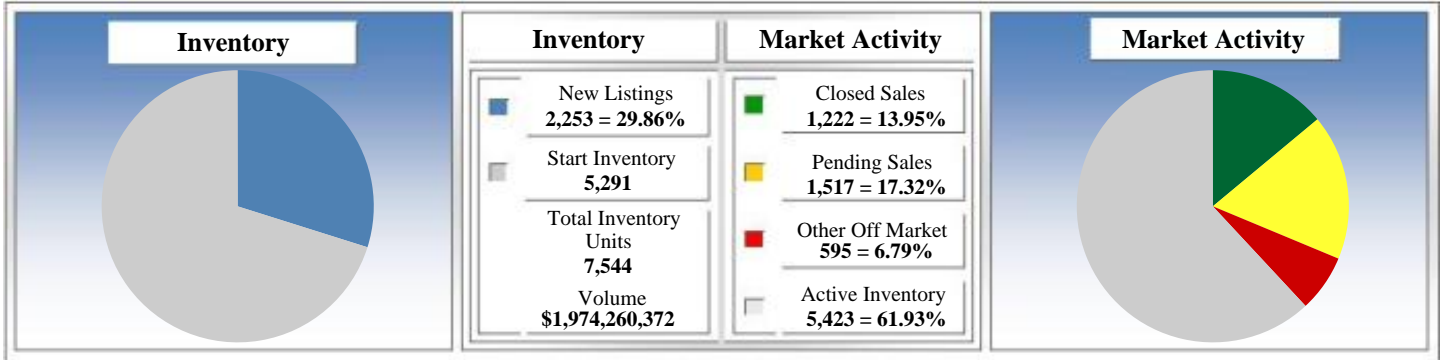 Inventory
Inventory
New Listings
2,253 = 29.86%
Start Inventory
5,291
Total Inventory
Units
7,544
Volume
$1,974,260,372
Market Activity
Closed Sales
1,222 = 13.95%
Pending Sales
1,517 = 17.32%
Other Off Market
595 = 6.79%
Active Inventory
5,423 = 61.93%
Market Activity